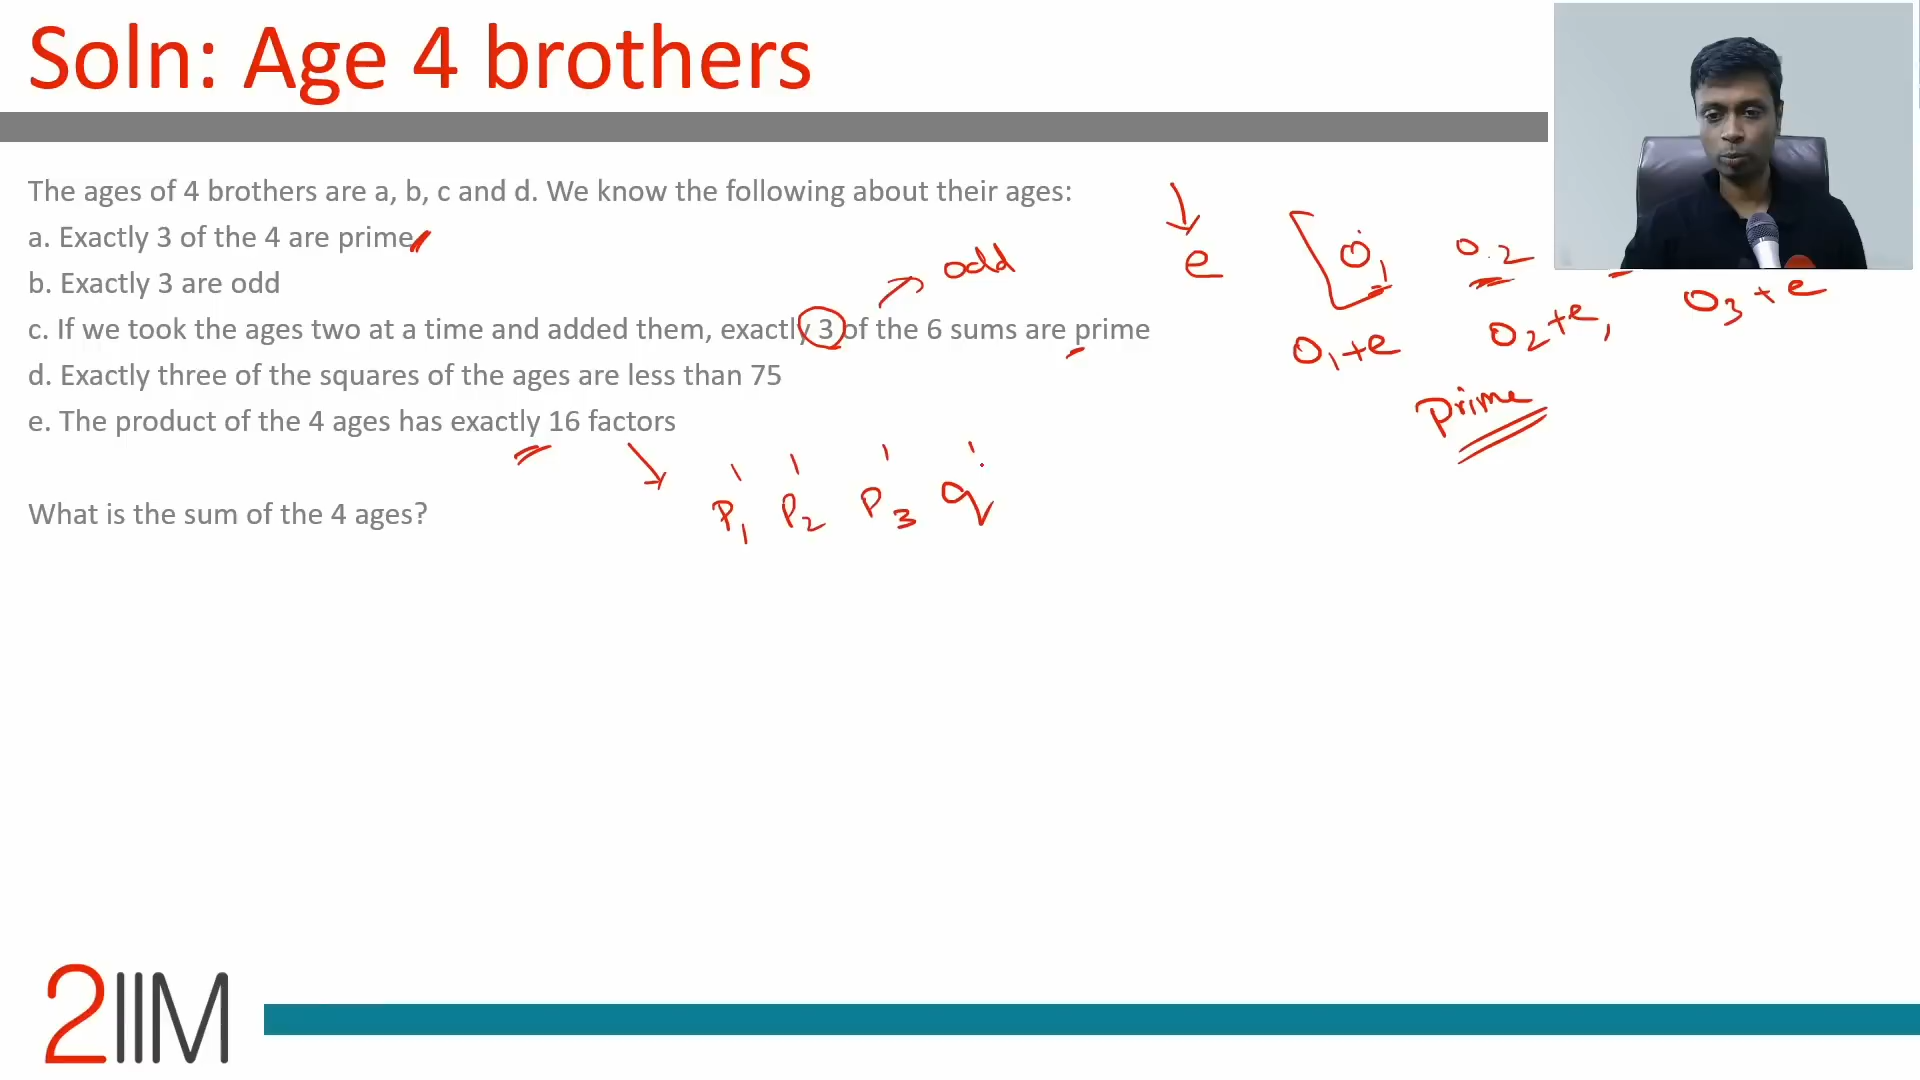 Soln: Age 4 brothers
The ages of 4 brothers are a, b, c and d. We know the following about their ages:
a. Exactly 3 of the 4 are prime
b. Exactly 3 are odd
c. If we took the ages two at a time and added them, exactly 3 of the 6 sums are prime
d. Exactly three of the squares of the ages are less than 75
e. The product of the 4 ages has exactly 16 factors
What is the sum of the 4 ages?
odd
e O1 O2
O1+e O2+e, O3+e
Prime
P1 P2 P3 q
2IIM